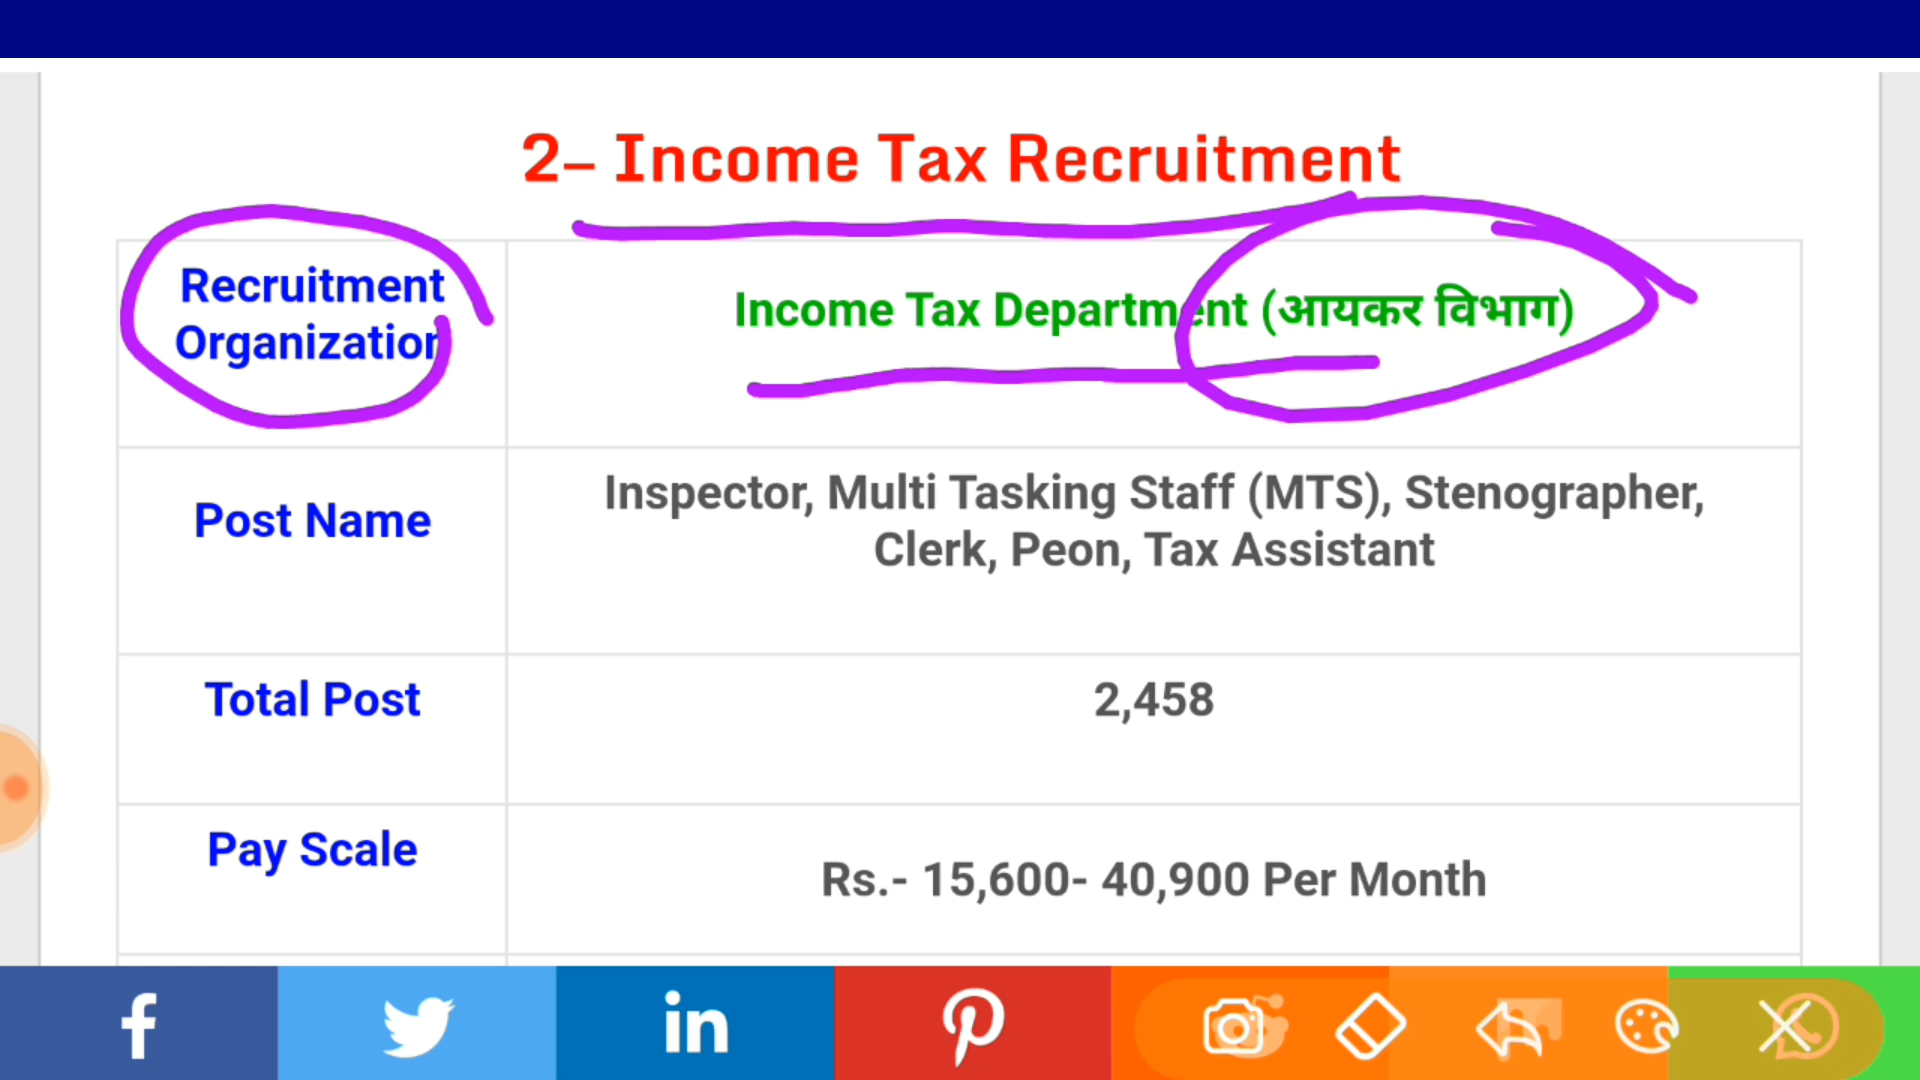 2– Income Tax Recruitment
Recruitment
Organization
Income Tax Department (आयकर विभाग)
Post Name
Inspector, Multi Tasking Staff (MTS), Stenographer,
Clerk, Peon, Tax Assistant
Total Post
2,458
Pay Scale
Rs.- 15,600- 40,900 Per Month